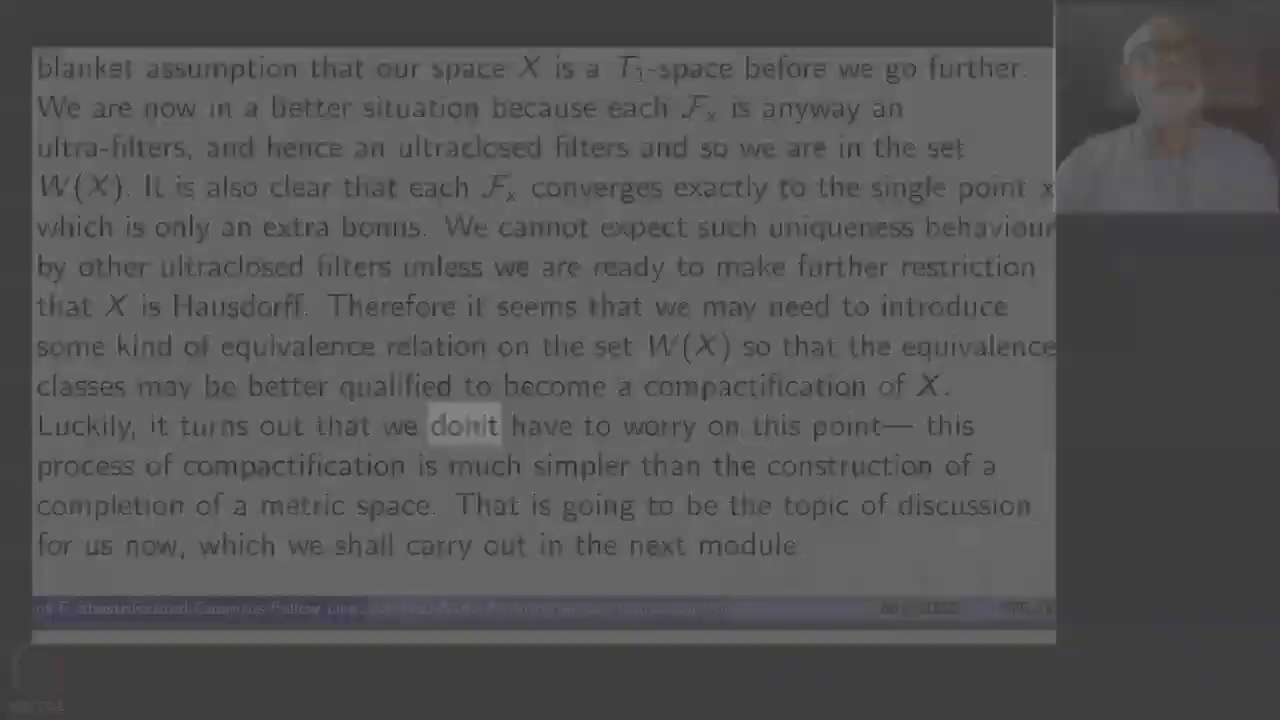 blanket assumption that our space X is a T₁-space before we go further.
We are now in a better situation because each ℱₓ is anyway an
ultra-filters, and hence an ultraclosed filters and so we are in the set
W(X). It is also clear that each ℱₓ converges exactly to the single point x
which is only an extra bonus. We cannot expect such uniqueness behaviour
by other ultraclosed filters unless we are ready to make further restriction
that X is Hausdorff. Therefore it seems that we may need to introduce
some kind of equivalence relation on the set W(X) so that the equivalence
classes may be better qualified to become a compactification of X.
Luckily, it turns out that we have to worry on this point— this
process of compactification is much simpler than the construction of a
completion of a metric space. That is going to be the topic of discussion
for us now, which we shall carry out in the next module